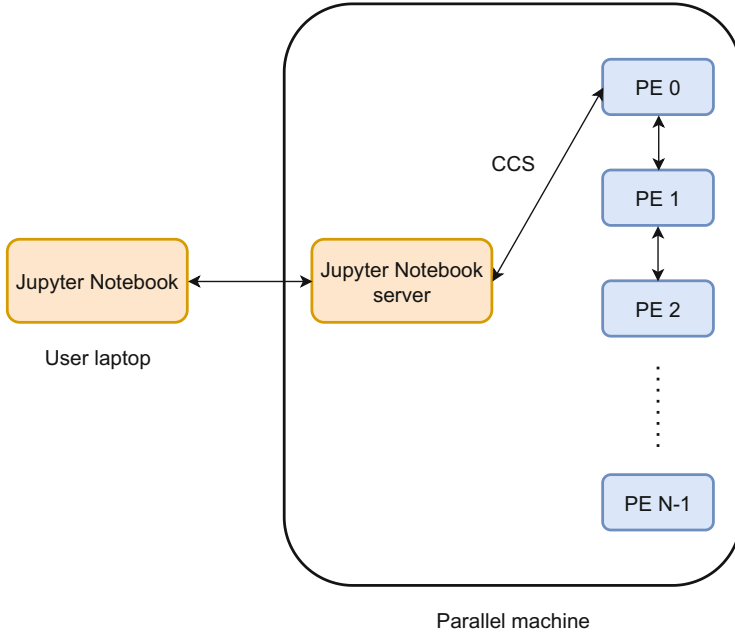 PE 0
CCS
PE 1
Jupyter Notebook
Jupyter Notebook
server
PE 2
User laptop
PE N-1
Parallel machine